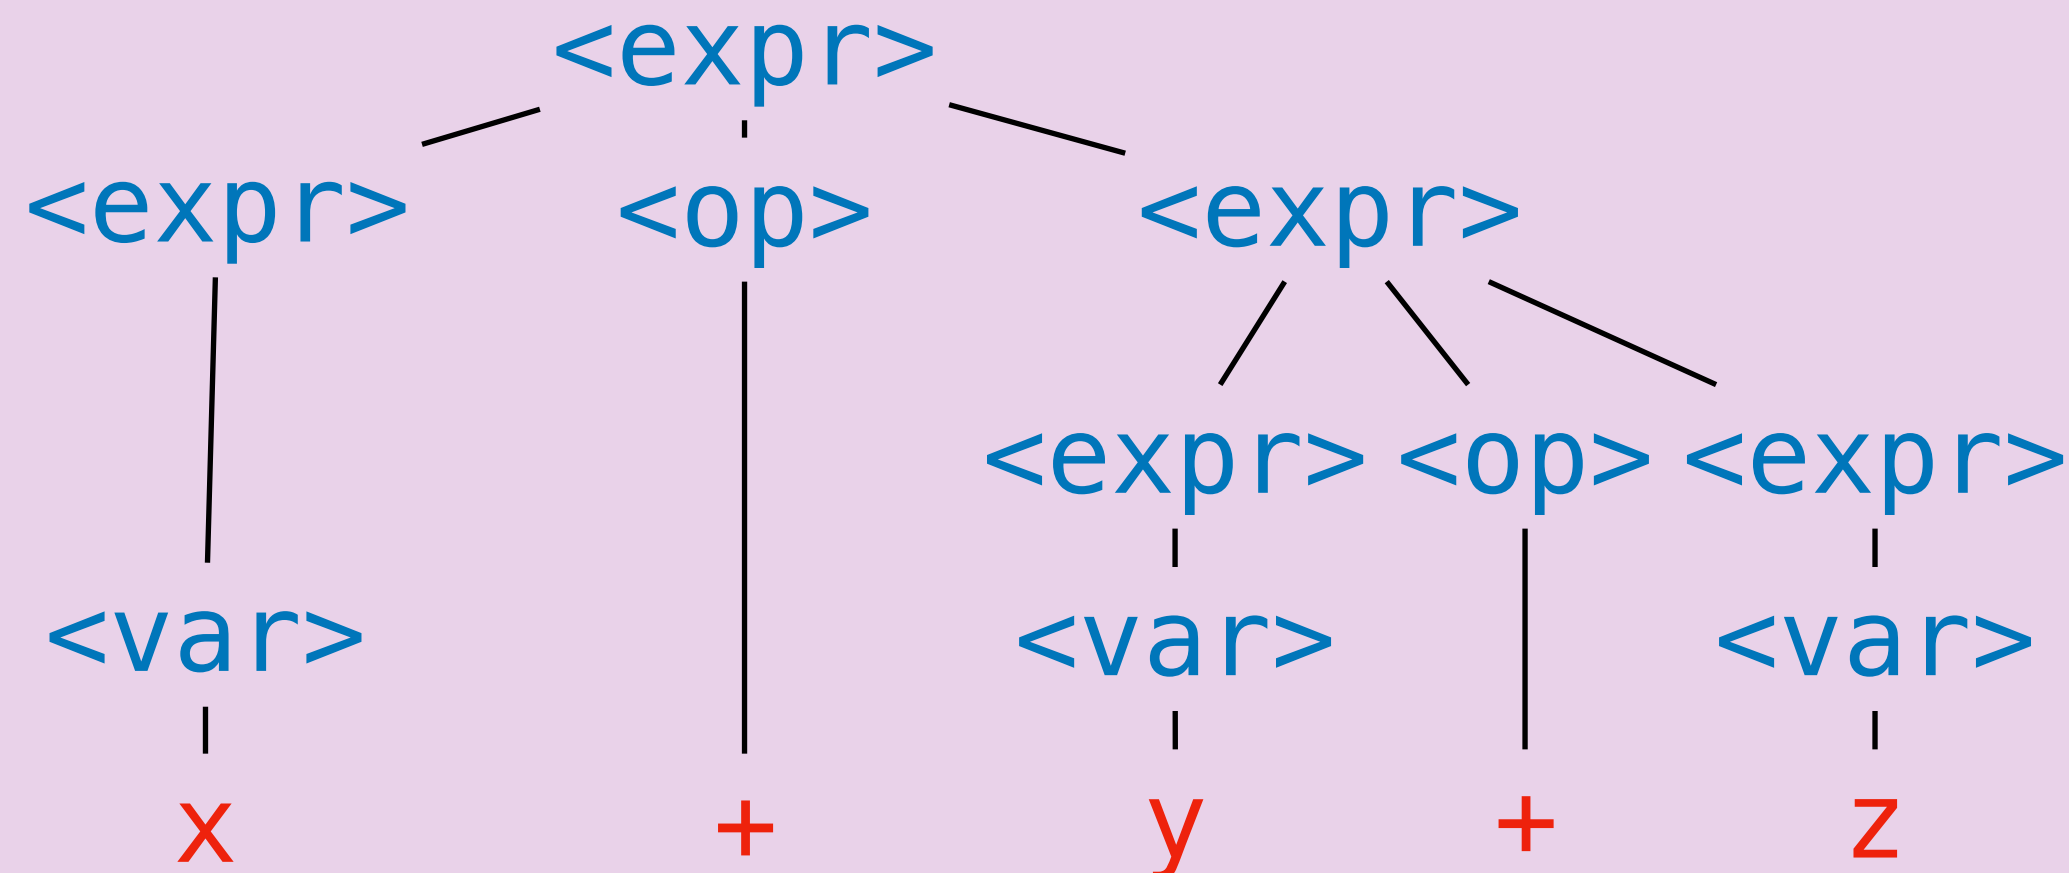 <expr>
<expr> <op> <expr>
<expr> <op> <expr>
<var> <var> <var>
x + y + z